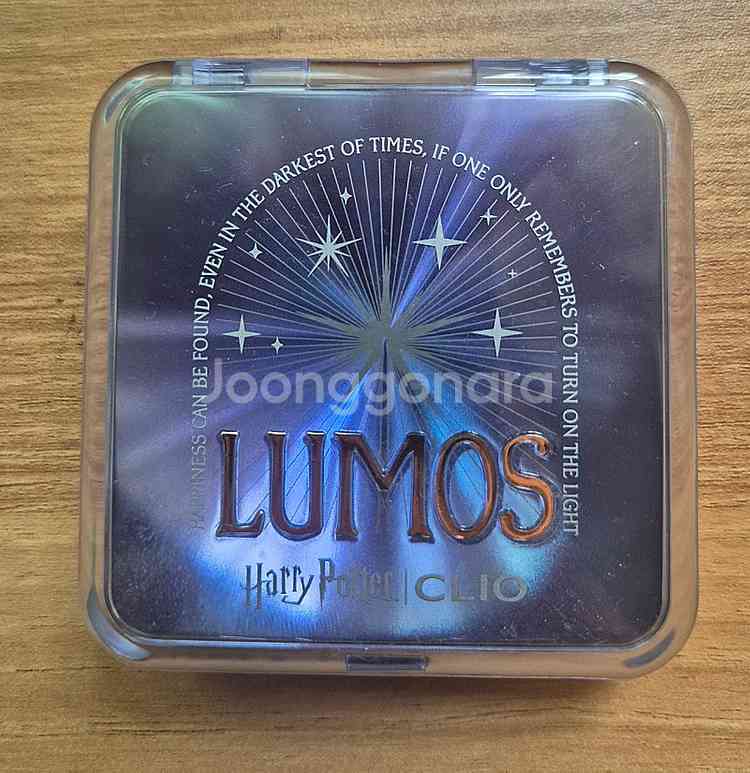 HAPPINESS CAN BE FOUND, EVEN IN THE DARKEST OF TIMES, IF ONE ONLY REMEMBERS TO TURN ON THE LIGHT
Joonggonara
LUMOS
Harry Potter | CLIO